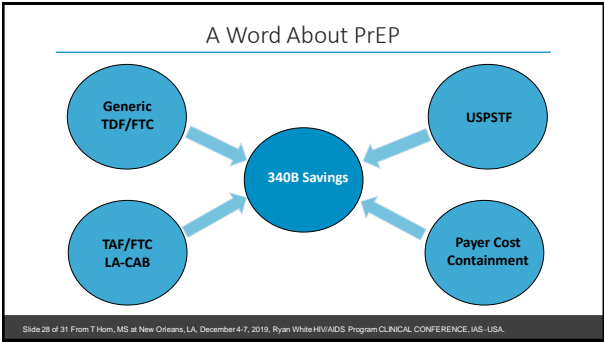 A Word About PrEP
Generic
TDF/FTC
USPSTF
340B Savings
TAF/FTC
LA-CAB
Payer Cost
Containment
Slide 28 of 31 From T Horn, MS at New Orleans, LA, December 4-7, 2019, Ryan White HIV/AIDS Program CLINICAL CONFERENCE, IAS-USA.